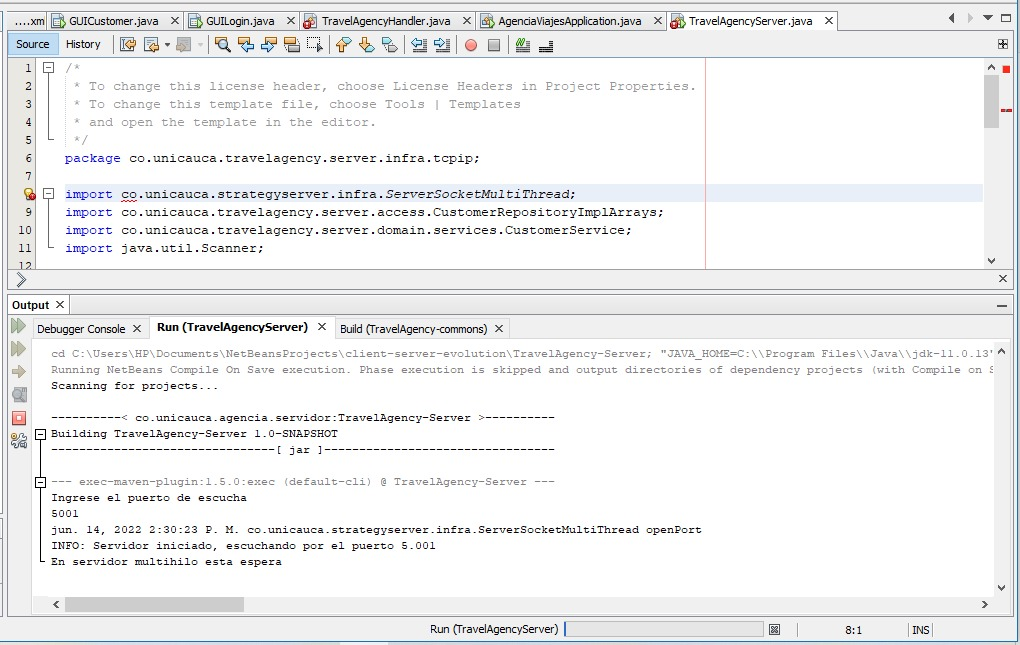 ....xm GUICustomer.java GUILogin.java TravelAgencyHandler.java AgenciaViajesApplication.java TravelAgencyServer.java
Source History
1 /*
2 * To change this license header, choose License Headers in Project Properties.
3 * To change this template file, choose Tools | Templates
4 * and open the template in the editor.
5 */
6 package co.unicauca.travelagency.server.infra.tcpip;
7
import co.unicauca.strategyserver.infra.ServerSocketMultiThread;
9 import co.unicauca.travelagency.server.access.CustomerRepositoryImplArrays;
10 import co.unicauca.travelagency.server.domain.services.CustomerService;
11 import java.util.Scanner;
12
Output
Debugger Console Run (TravelAgencyServer) Build (TravelAgency-commons)
cd C:\Users\HP\Documents\NetBeansProjects\client-server-evolution\TravelAgency-Server; "JAVA_HOME=C:\\Program Files\\Java\\jdk-11.0.13"
Running NetBeans Compile On Save execution. Phase execution is skipped and output directories of dependency projects (with Compile on S
Scanning for projects...
----------< co.unicauca.agencia.servidor:TravelAgency-Server >----------
Building TravelAgency-Server 1.0-SNAPSHOT
--------------------------------[ jar ]---------------------------------
--- exec-maven-plugin:1.5.0:exec (default-cli) @ TravelAgency-Server ---
Ingrese el puerto de escucha
5001
jun. 14, 2022 2:30:23 P. M. co.unicauca.strategyserver.infra.ServerSocketMultiThread openPort
INFO: Servidor iniciado, escuchando por el puerto 5.001
En servidor multihilo esta espera
Run (TravelAgencyServer) 8:1 INS